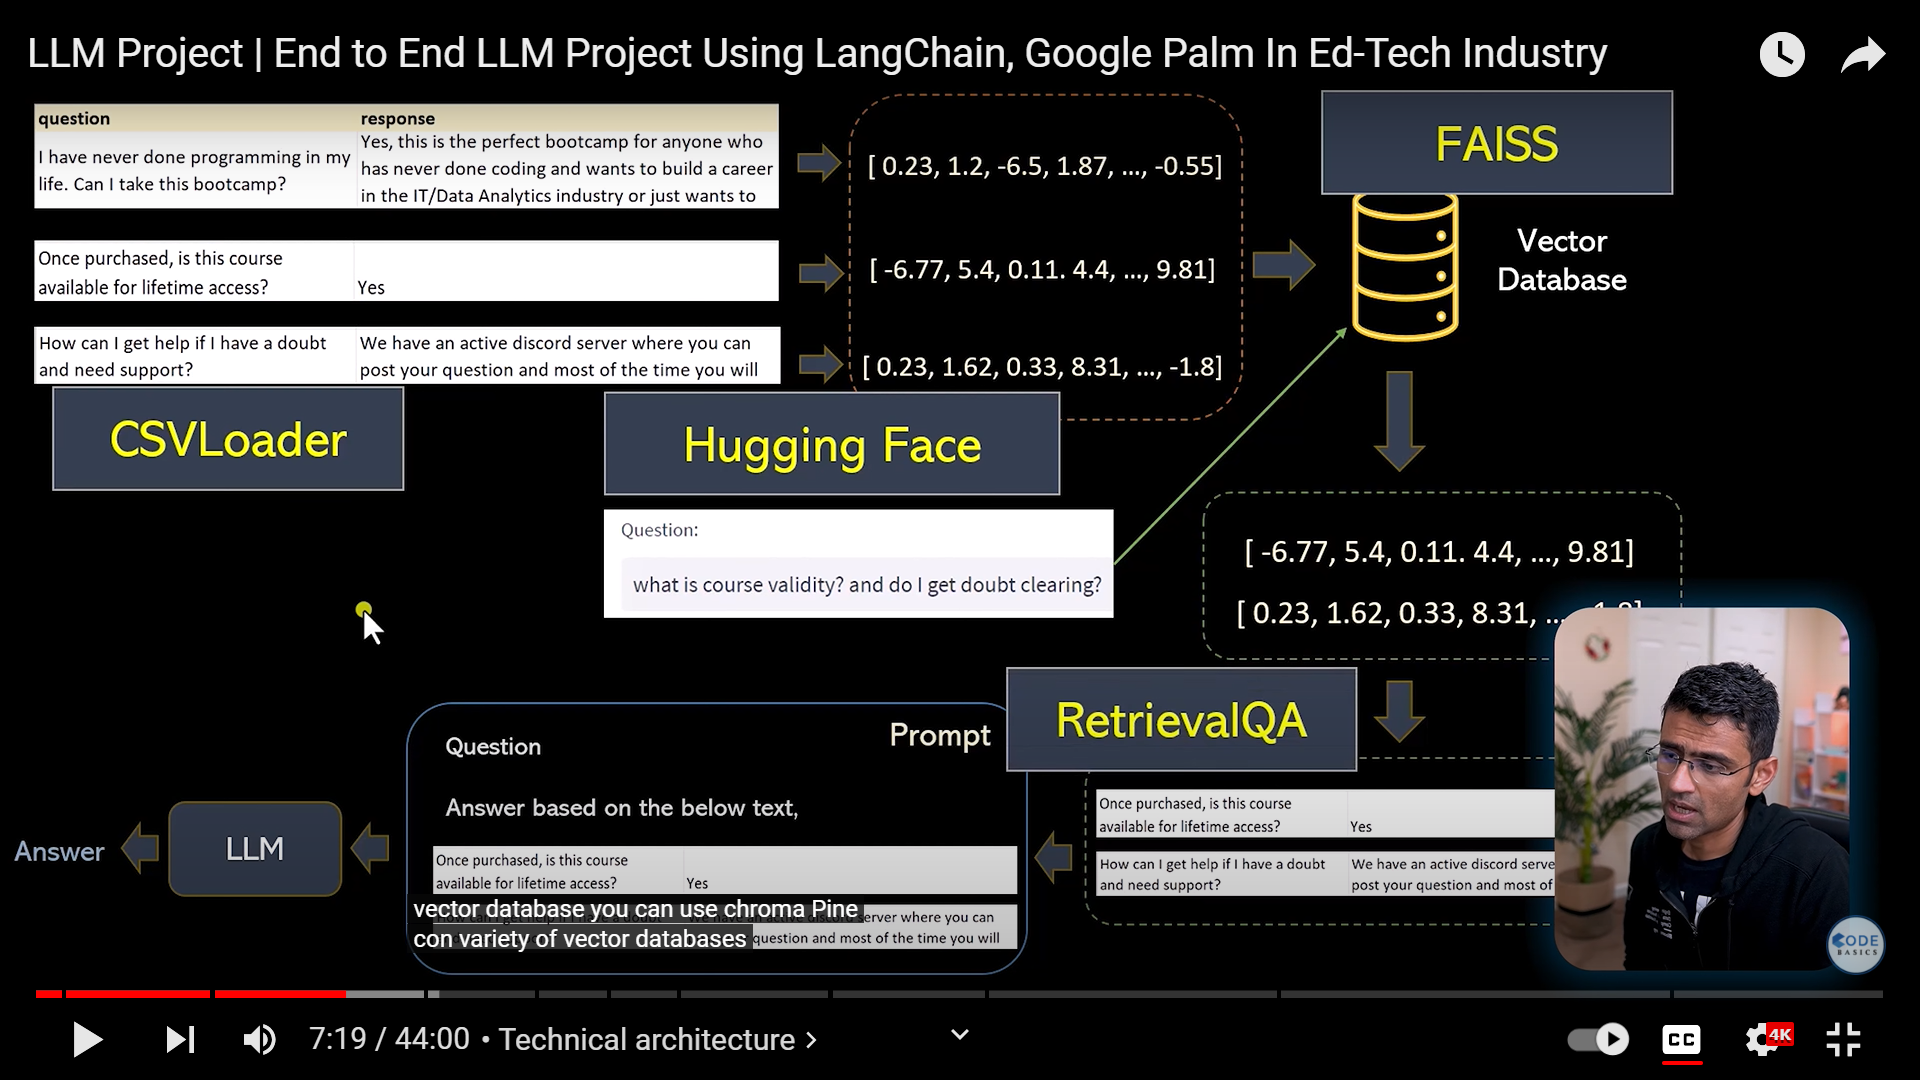 LLM Project | End to End LLM Project Using LangChain, Google Palm In Ed-Tech Industry
question response
I have never done programming in my
life. Can I take this bootcamp?
Yes, this is the perfect bootcamp for anyone who
has never done coding and wants to build a career
in the IT/Data Analytics industry or just wants to
[ 0.23, 1.2, -6.5, 1.87, ..., -0.55]
FAISS
Vector
Database
Once purchased, is this course
available for lifetime access?
Yes
[ -6.77, 5.4, 0.11. 4.4, ..., 9.81]
How can I get help if I have a doubt
and need support?
We have an active discord server where you can
post your question and most of the time you will
[ 0.23, 1.62, 0.33, 8.31, ..., -1.8]
CSVLoader
Hugging Face
Question:
what is course validity? and do I get doubt clearing?
[ -6.77, 5.4, 0.11. 4.4, ..., 9.81]
[ 0.23, 1.62, 0.33, 8.31, ...
RetrievalQA
Prompt
Question
Answer based on the below text,
Once purchased, is this course
available for lifetime access?
Yes
server where you can
question and most of the time you will
Once purchased, is this course
available for lifetime access?
Yes
How can I get help if I have a doubt
and need support?
We have an active discord serve
post your question and most of
LLM
Answer
vector database you can use chroma Pine
con variety of vector databases
CODE
BASICS
7:19 / 44:00 • Technical architecture
CC
4K